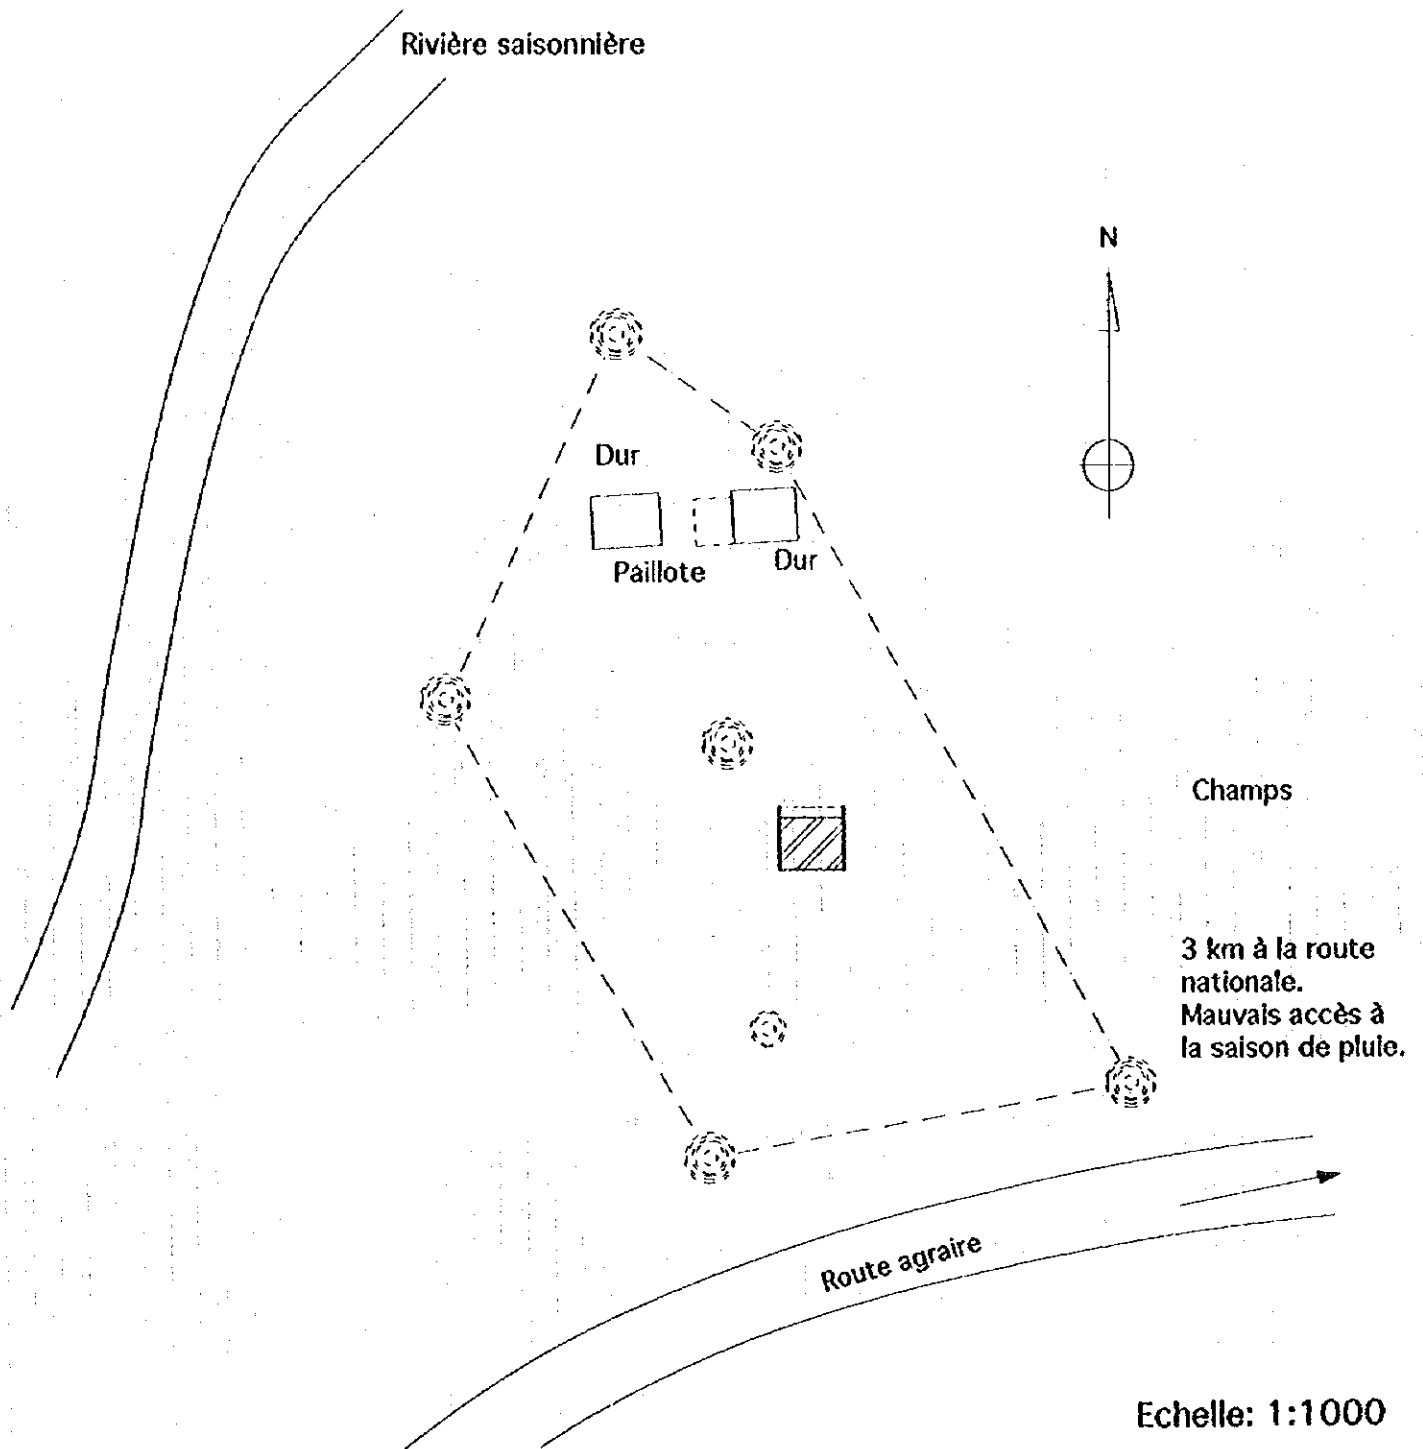 Rivière saisonnière
N
Dur
Paillote
Dur
Champs
3 km à la route
nationale.
Mauvais accès à
la saison de pluie.
Route agraire
Echelle: 1:1000